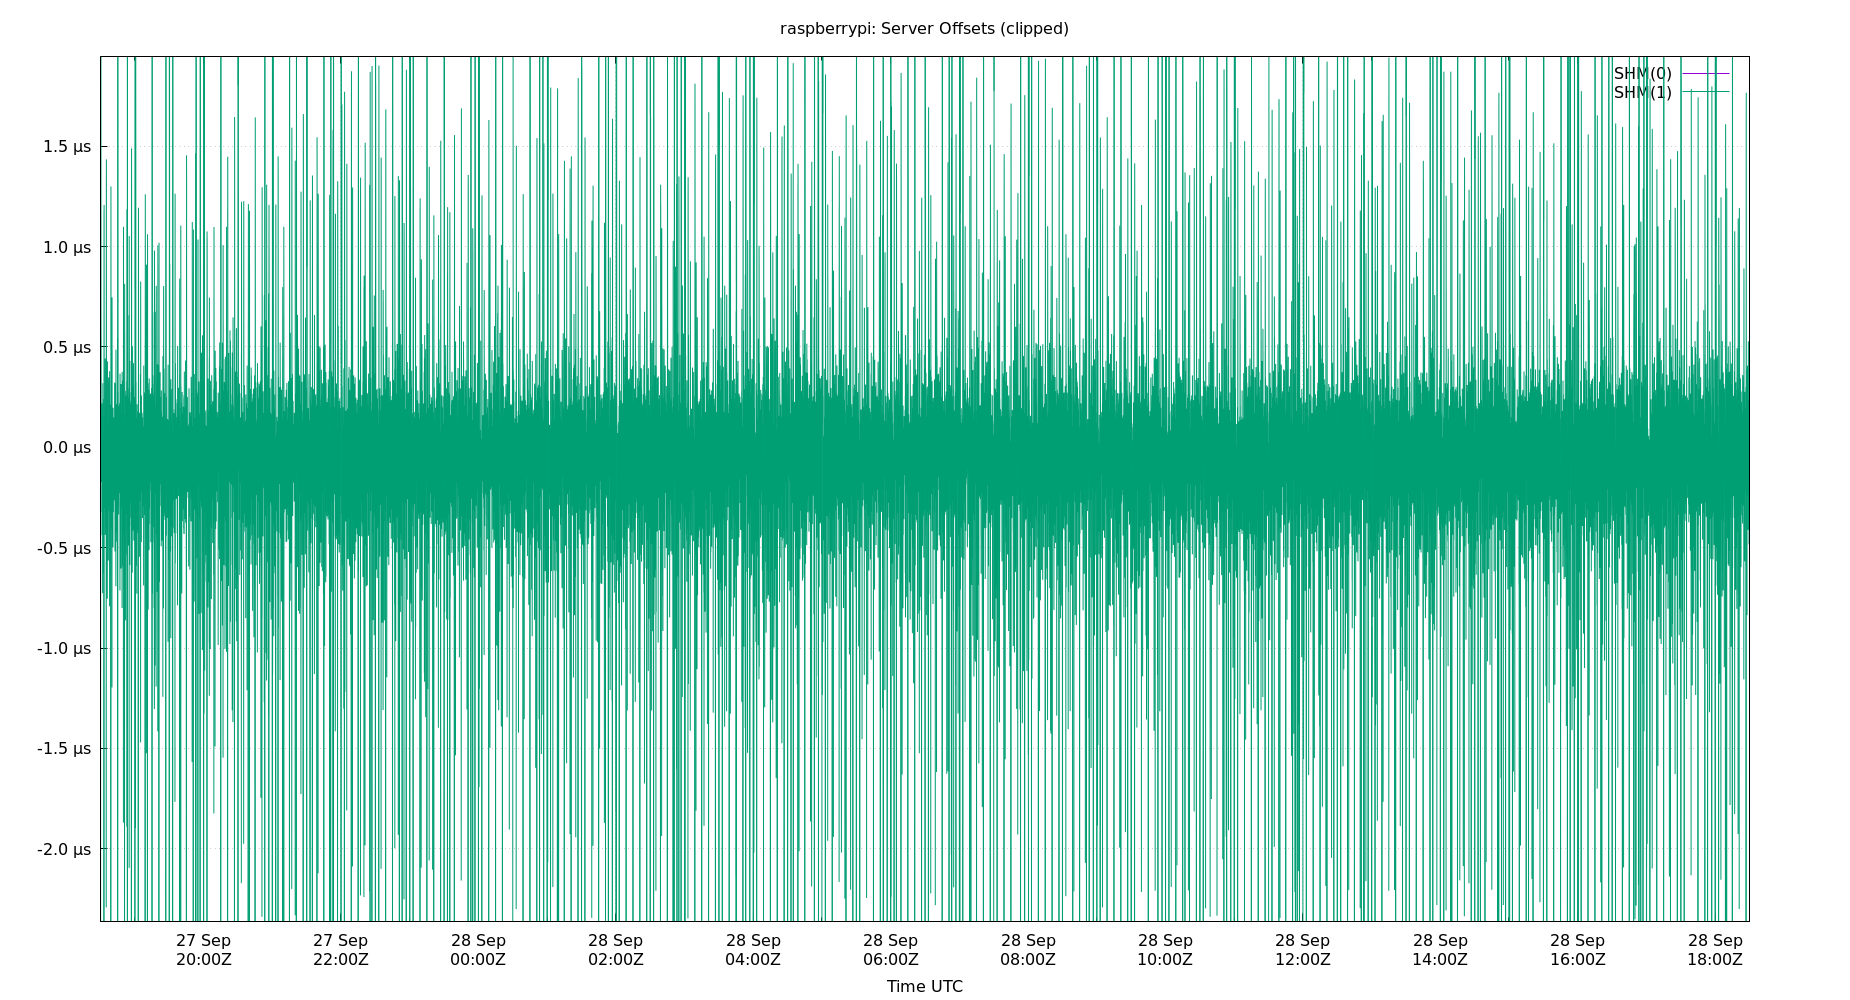 raspberrypi: Server Offsets (clipped)
SHM(0)
SHM(1)
1.5 µs
1.0 µs
0.5 µs
0.0 µs
-0.5 µs
-1.0 µs
-1.5 µs
-2.0 µs
27 Sep 27 Sep 28 Sep 28 Sep 28 Sep 28 Sep 28 Sep 28 Sep 28 Sep 28 Sep 28 Sep 28 Sep
20:00Z 22:00Z 00:00Z 02:00Z 04:00Z 06:00Z 08:00Z 10:00Z 12:00Z 14:00Z 16:00Z 18:00Z
Time UTC